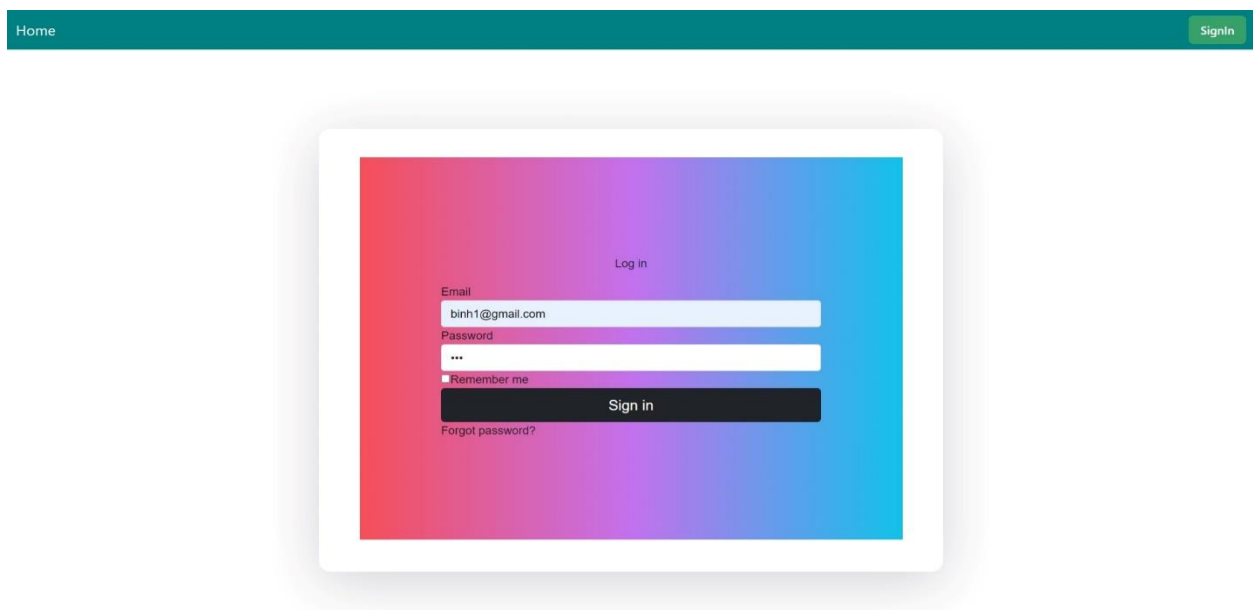 Home
SignIn
Log in
Email
binh1@gmail.com
Password
•••
Remember me
Sign in
Forgot password?